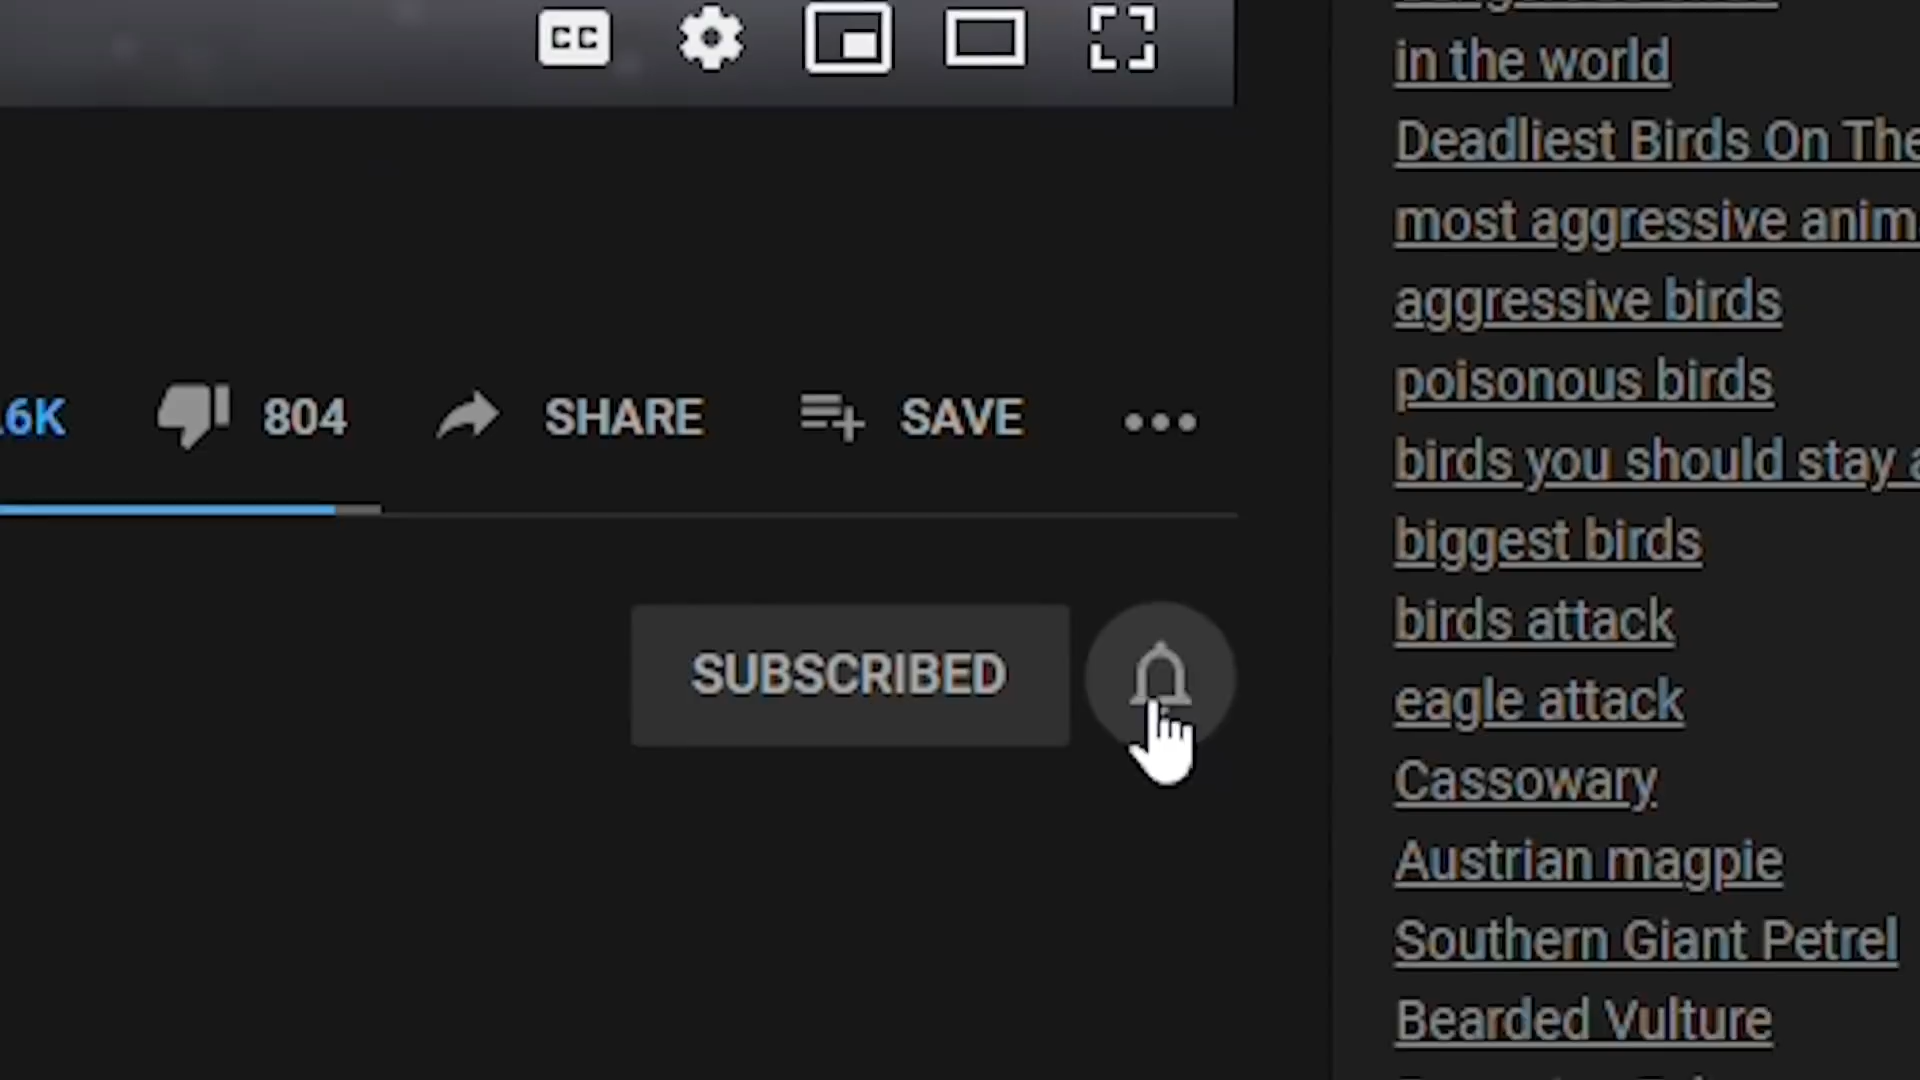 CC
in the world
Deadliest Birds On The
most aggressive anim
aggressive birds
poisonous birds
birds you should stay
biggest birds
birds attack
eagle attack
Cassowary
Austrian magpie
Southern Giant Petrel
Bearded Vulture
.6K 804 SHARE SAVE
SUBSCRIBED